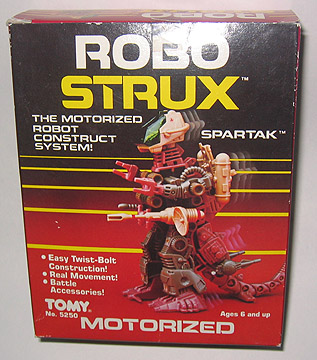 ROBO
STRUX™
THE MOTORIZED
ROBOT
CONSTRUCT
SYSTEM!
SPARTAK™
• Easy Twist-Bolt
Construction!
• Real Movement!
• Battle
Accessories!
TOMY
No. 5250
Ages 6 and up
MOTORIZED